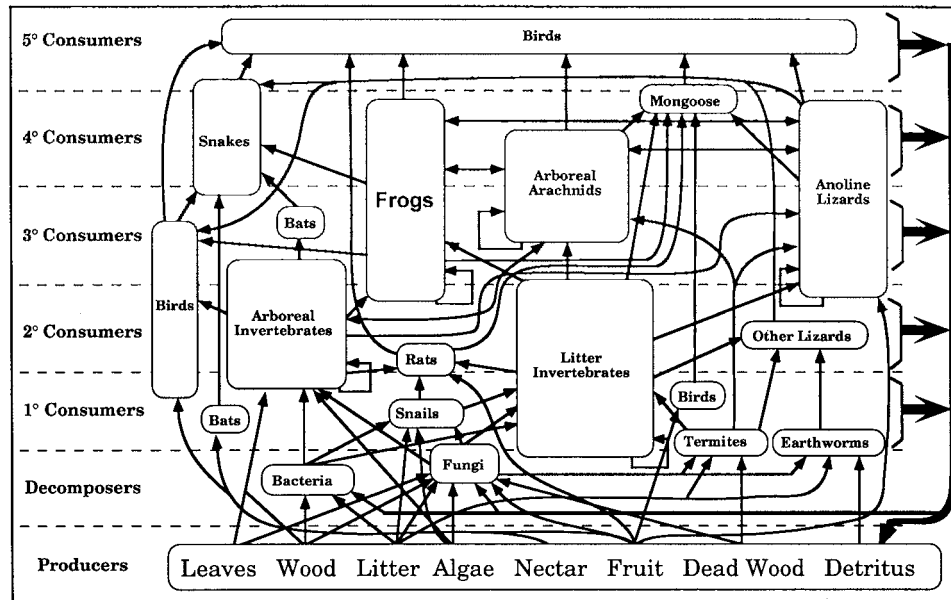 5° Consumers
Birds
4° Consumers
Mongoose
Snakes
Arboreal
Arachnids
Anoline
Lizards
Frogs
3° Consumers
Bats
2° Consumers
Birds
Arboreal
Invertebrates
Other Lizards
Litter
Invertebrates
Rats
1° Consumers
Bats
Snails
Birds
Termites
Earthworms
Decomposers
Bacteria
Fungi
Producers
Leaves Wood Litter Algae Nectar Fruit Dead Wood Detritus